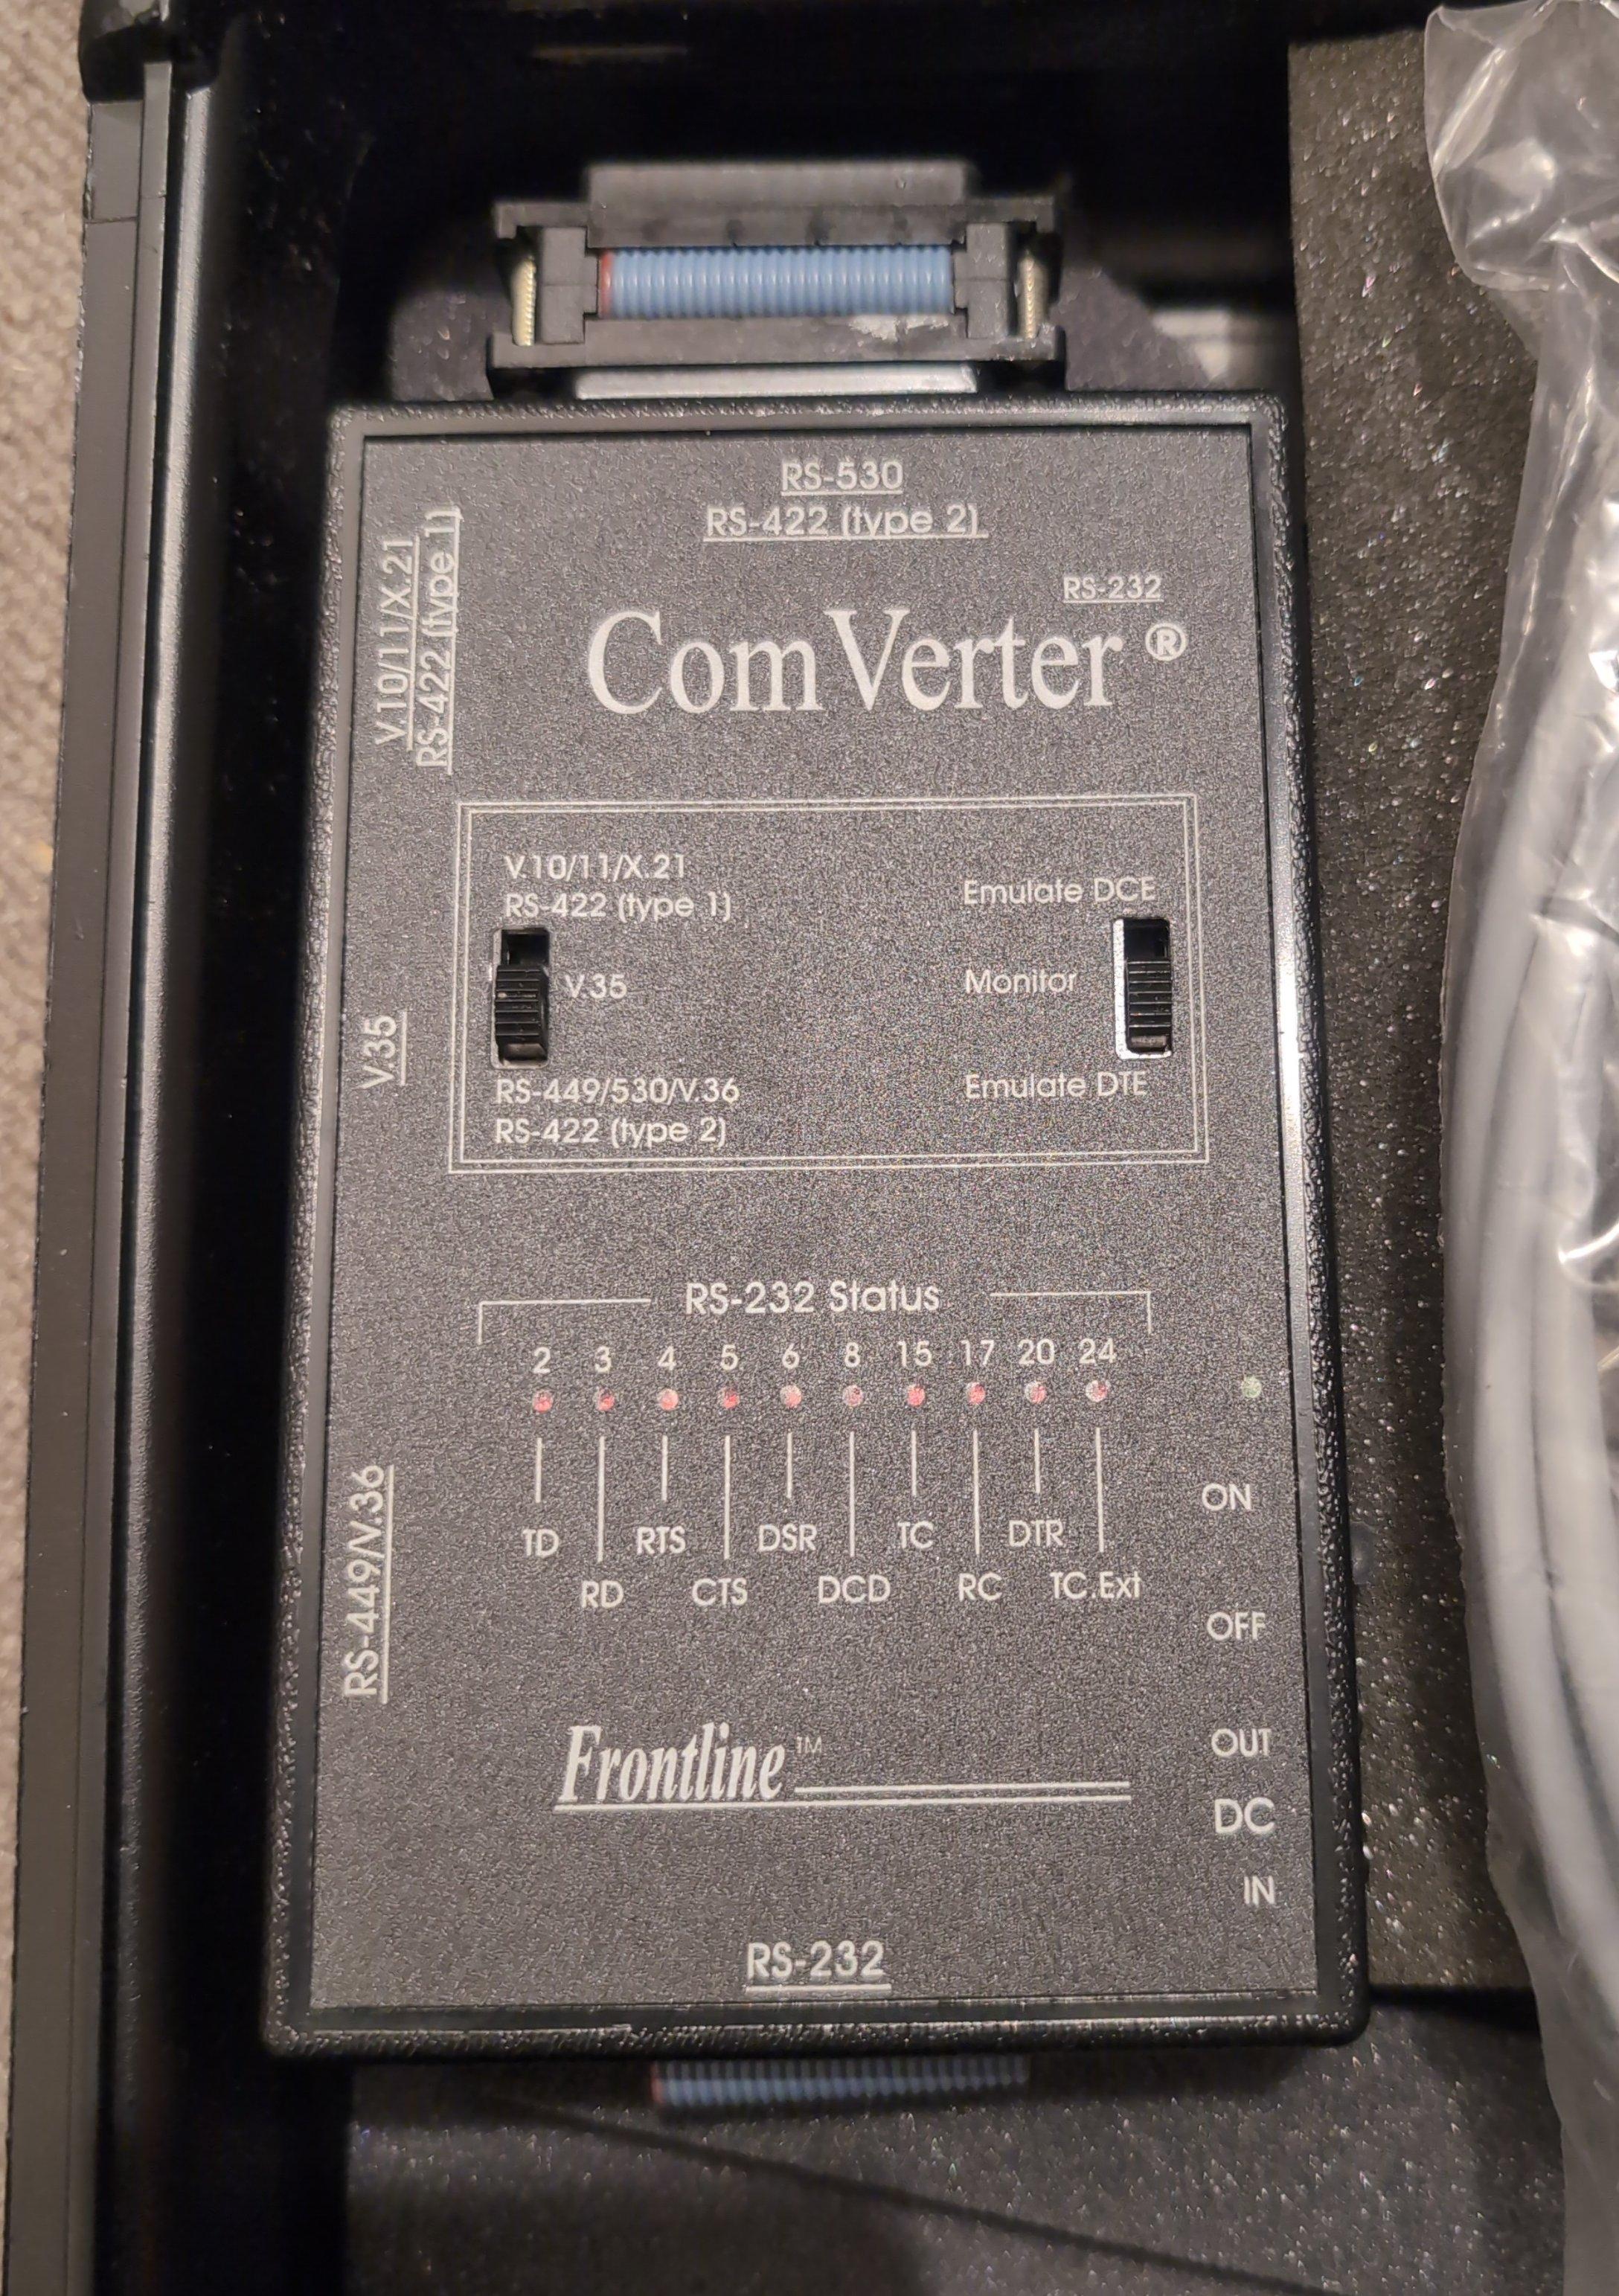 RS-530
RS-422 (type 2)
RS-232
ComVerter ®
V.10/11/X.21
RS-422 (type 1)
V.35
RS-449/V.36
V.10/11/X.21
RS-422 (type 1)
V.35
RS-449/530/V.36
RS-422 (type 2)
Emulate DCE
Monitor
Emulate DTE
RS-232 Status
2 3 4 5 6 8 15 17 20 24
TD RTS DSR TC DTR
RD CTS DCD RC TC.Ext
ON
OFF
OUT
DC
IN
Frontline™
RS-232